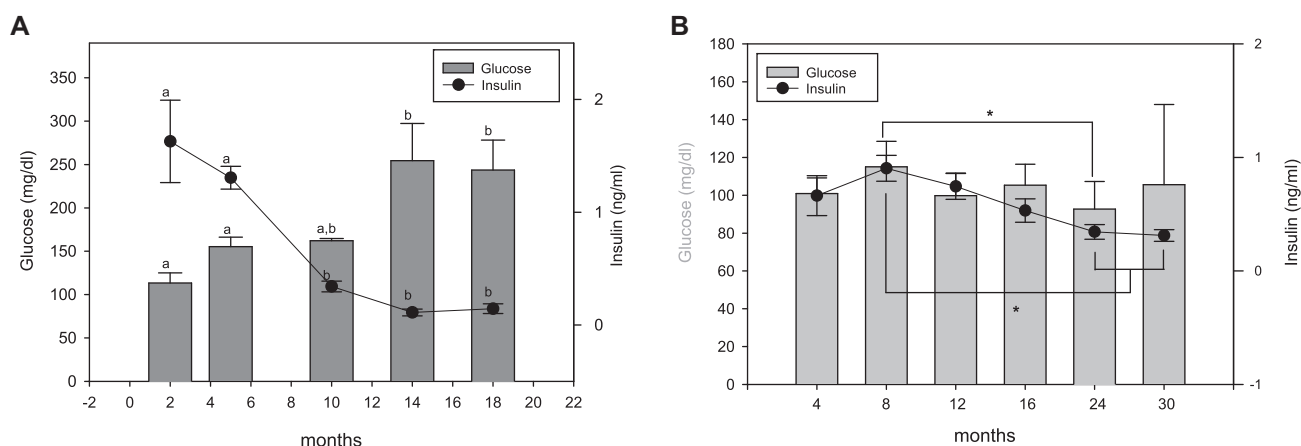 A
Glucose (mg/dl)
350
300
250
200
150
100
50
0
-2 0 2 4 6 8 10 12 14 16 18 20 22
months
2
1
0
Insulin (ng/ml)
Glucose
Insulin
a
a
b
b
b
a
a
a,b
b
b
B
Glucose (mg/dl)
180
160
140
120
100
80
60
40
20
0
4 8 12 16 24 30
months
2
1
0
-1
Insulin (ng/ml)
Glucose
Insulin
*
*